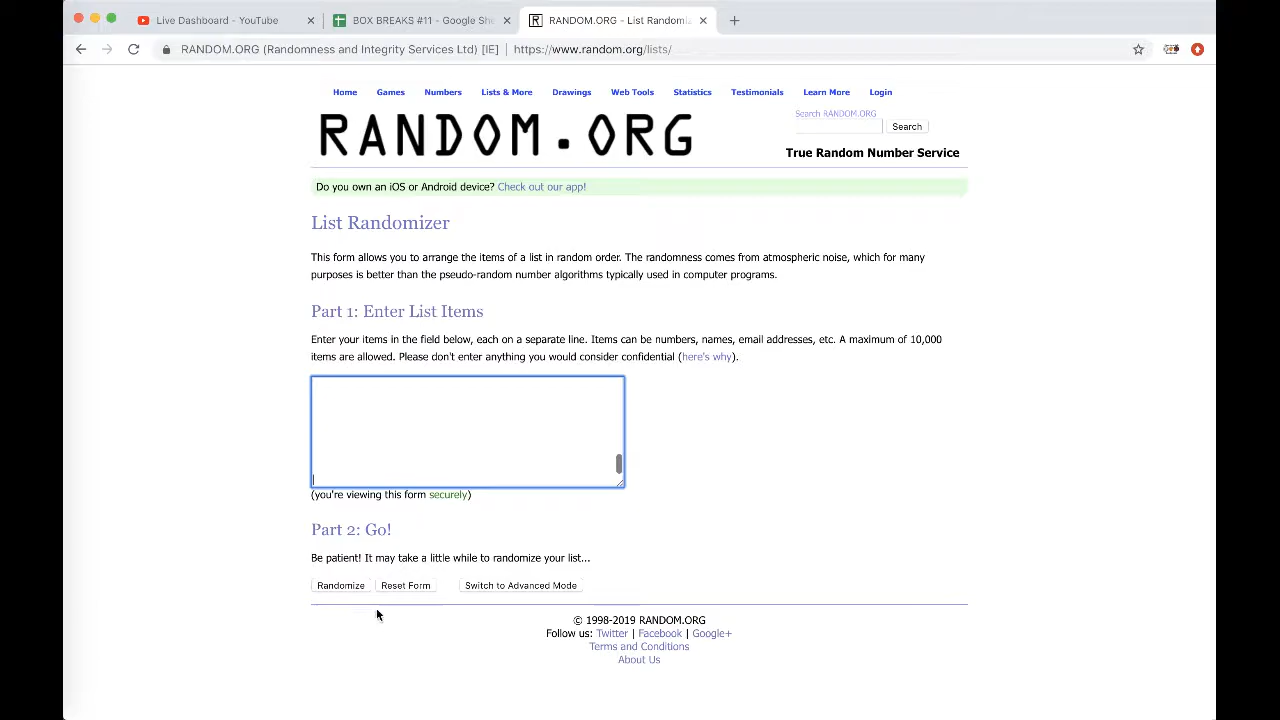 Live Dashboard - YouTube
BOX BREAKS #11 - Google She
RANDOM.ORG - List Randomiz
RANDOM.ORG (Randomness and Integrity Services Ltd) [IE] | https://www.random.org/lists/
Home Games Numbers Lists & More Drawings Web Tools Statistics Testimonials Learn More Login
Search RANDOM.ORG
RANDOM.ORG
Search
True Random Number Service
Do you own an iOS or Android device? Check out our app!
List Randomizer
This form allows you to arrange the items of a list in random order. The randomness comes from atmospheric noise, which for many
purposes is better than the pseudo-random number algorithms typically used in computer programs.
Part 1: Enter List Items
Enter your items in the field below, each on a separate line. Items can be numbers, names, email addresses, etc. A maximum of 10,000
items are allowed. Please don't enter anything you would consider confidential (here's why).
(you're viewing this form securely)
Part 2: Go!
Be patient! It may take a little while to randomize your list...
Randomize Reset Form Switch to Advanced Mode
© 1998-2019 RANDOM.ORG
Follow us: Twitter | Facebook | Google+
Terms and Conditions
About Us